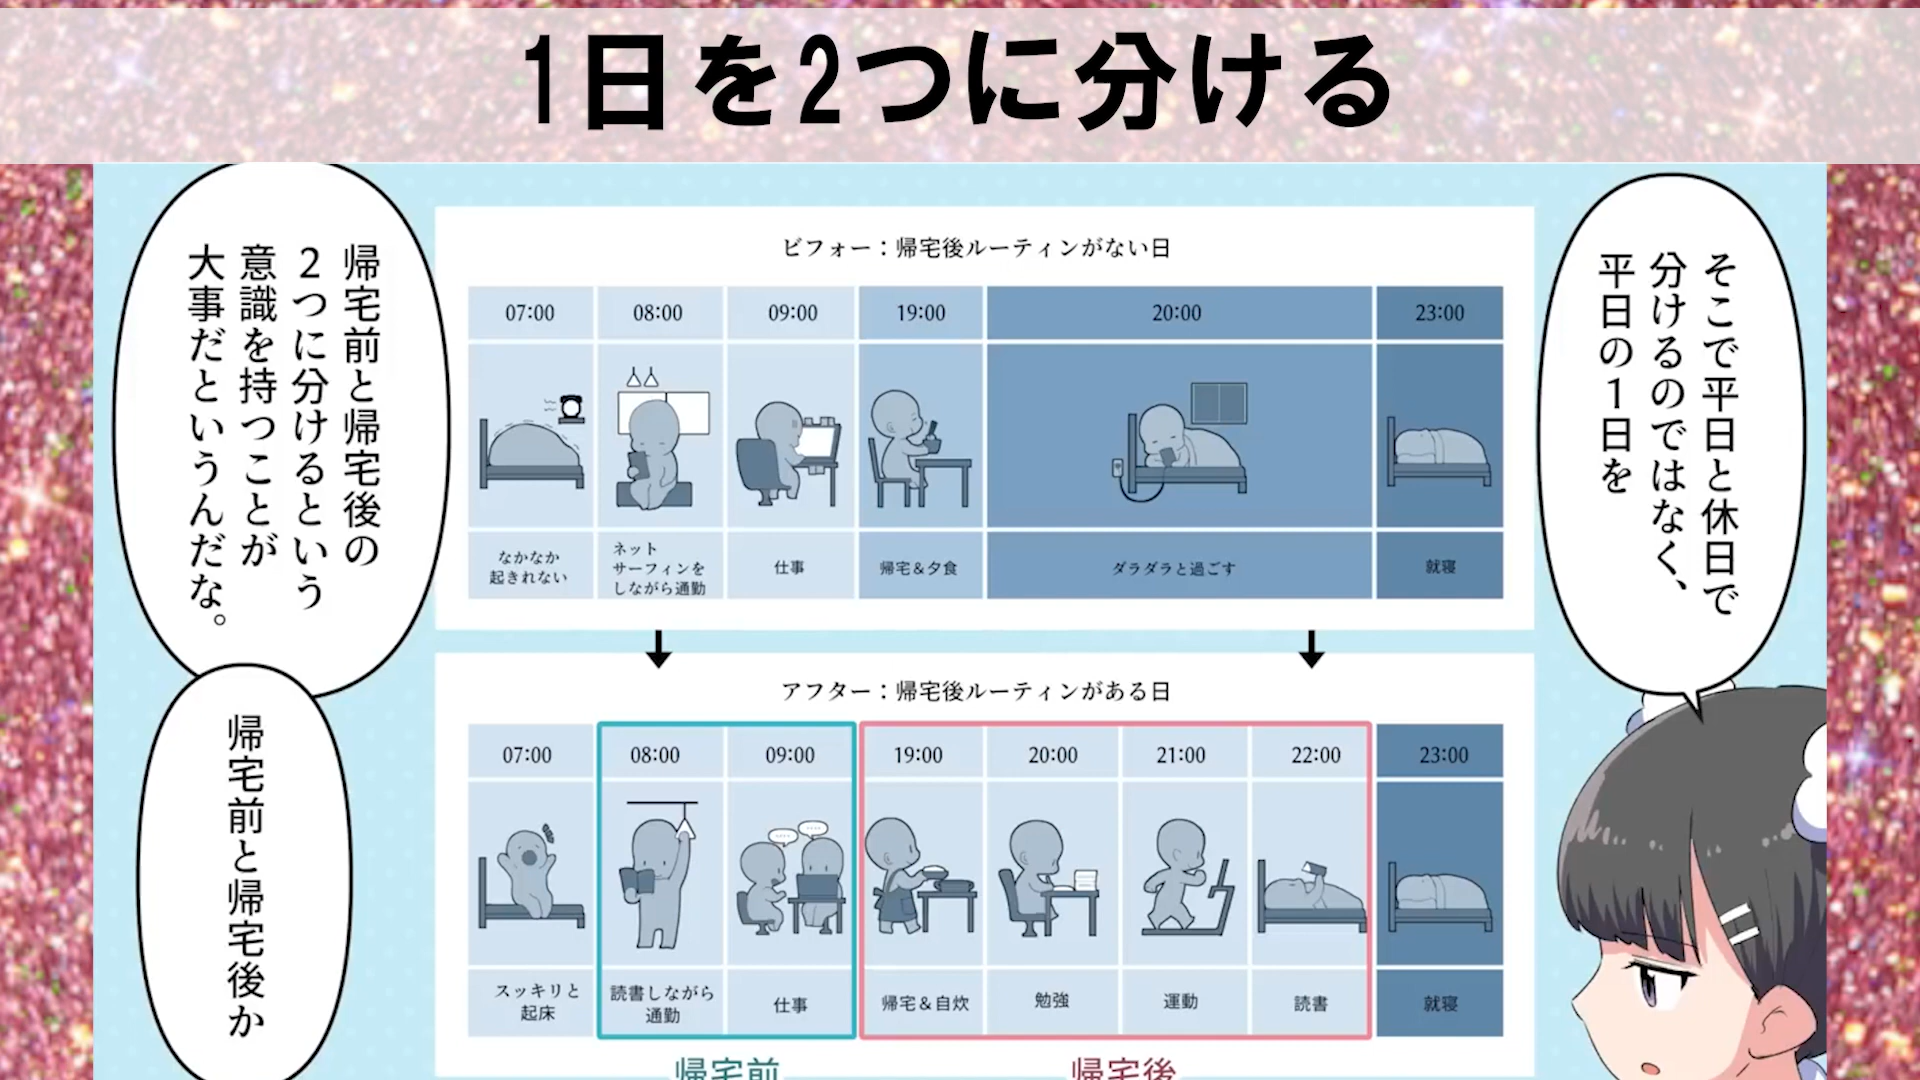 1日を2つに分ける
そこで平日と休日で
分けるのではなく、
平日の1日を
帰宅前と帰宅後の
2つに分けるという
意識を持つことが
大事だというんだな。
帰宅前と帰宅後か
ビフォー：帰宅後ルーティンがない日
07:00
08:00
09:00
19:00
20:00
23:00
なかなか
起きれない
ネット
サーフィンを
しながら通勤
仕事
帰宅＆夕食
ダラダラと過ごす
就寝
アフター：帰宅後ルーティンがある日
07:00
08:00
09:00
19:00
20:00
21:00
22:00
23:00
スッキリと
起床
読書しながら
通勤
仕事
帰宅＆自炊
勉強
運動
読書
就寝
帰宅前
帰宅後